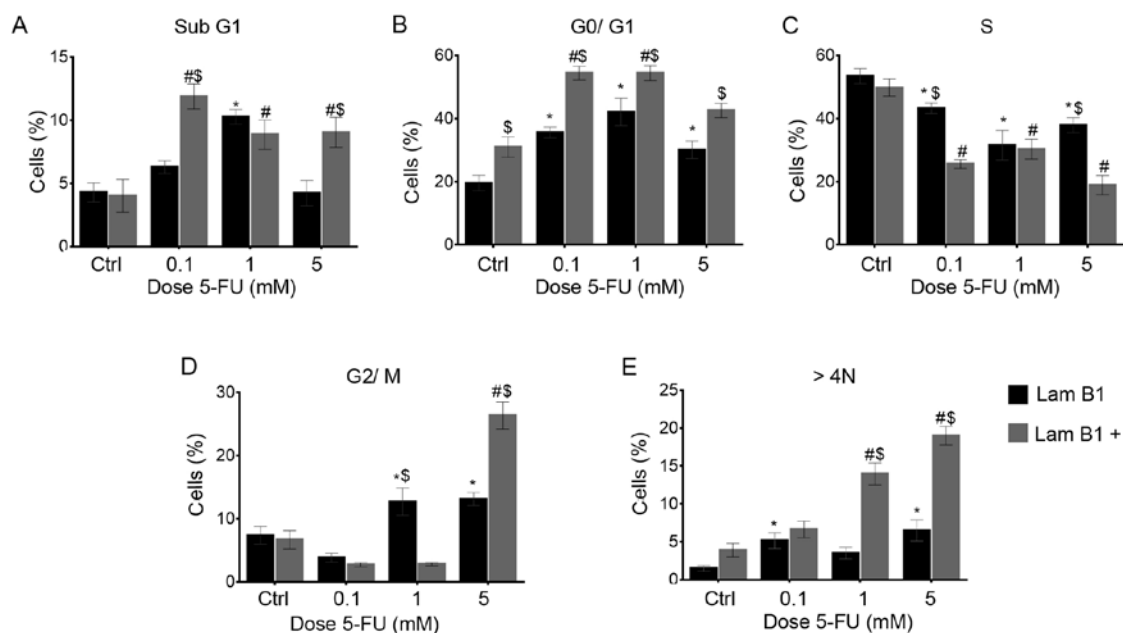 A
Sub G1
15
10
5
0
Cells (%)
#$
*
#
#$
Ctrl 0.1 1 5
Dose 5-FU (mM)
B
G0/ G1
60
40
20
0
Cells (%)
$
*
#$
*
#$
*
$
Ctrl 0.1 1 5
Dose 5-FU (mM)
C
S
60
40
20
0
Cells (%)
* $
#
*
#
* $
#
Ctrl 0.1 1 5
Dose 5-FU (mM)
D
G2/ M
30
20
10
0
Cells (%)
*$
*
#$
Ctrl 0.1 1 5
Dose 5-FU (mM)
E
> 4N
25
20
15
10
5
0
Cells (%)
*
#$
*
#$
Ctrl 0.1 1 5
Dose 5-FU (mM)
Lam B1
Lam B1 +